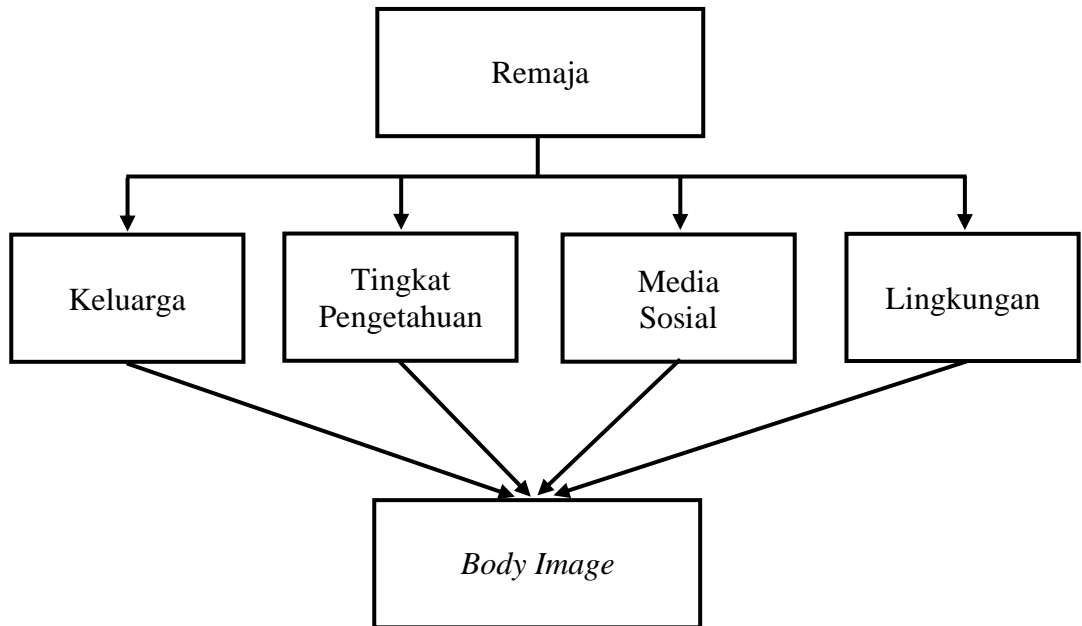 Remaja
Keluarga
Tingkat
Pengetahuan
Media
Sosial
Lingkungan
Body Image